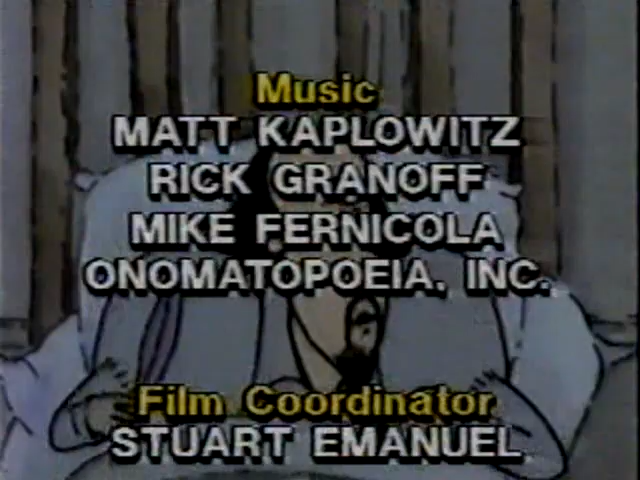 Music
MATT KAPLOWITZ
RICK GRANOFF
MIKE FERNICOLA
ONOMATOPOEIA, INC.
Film Coordinator
STUART EMANUEL